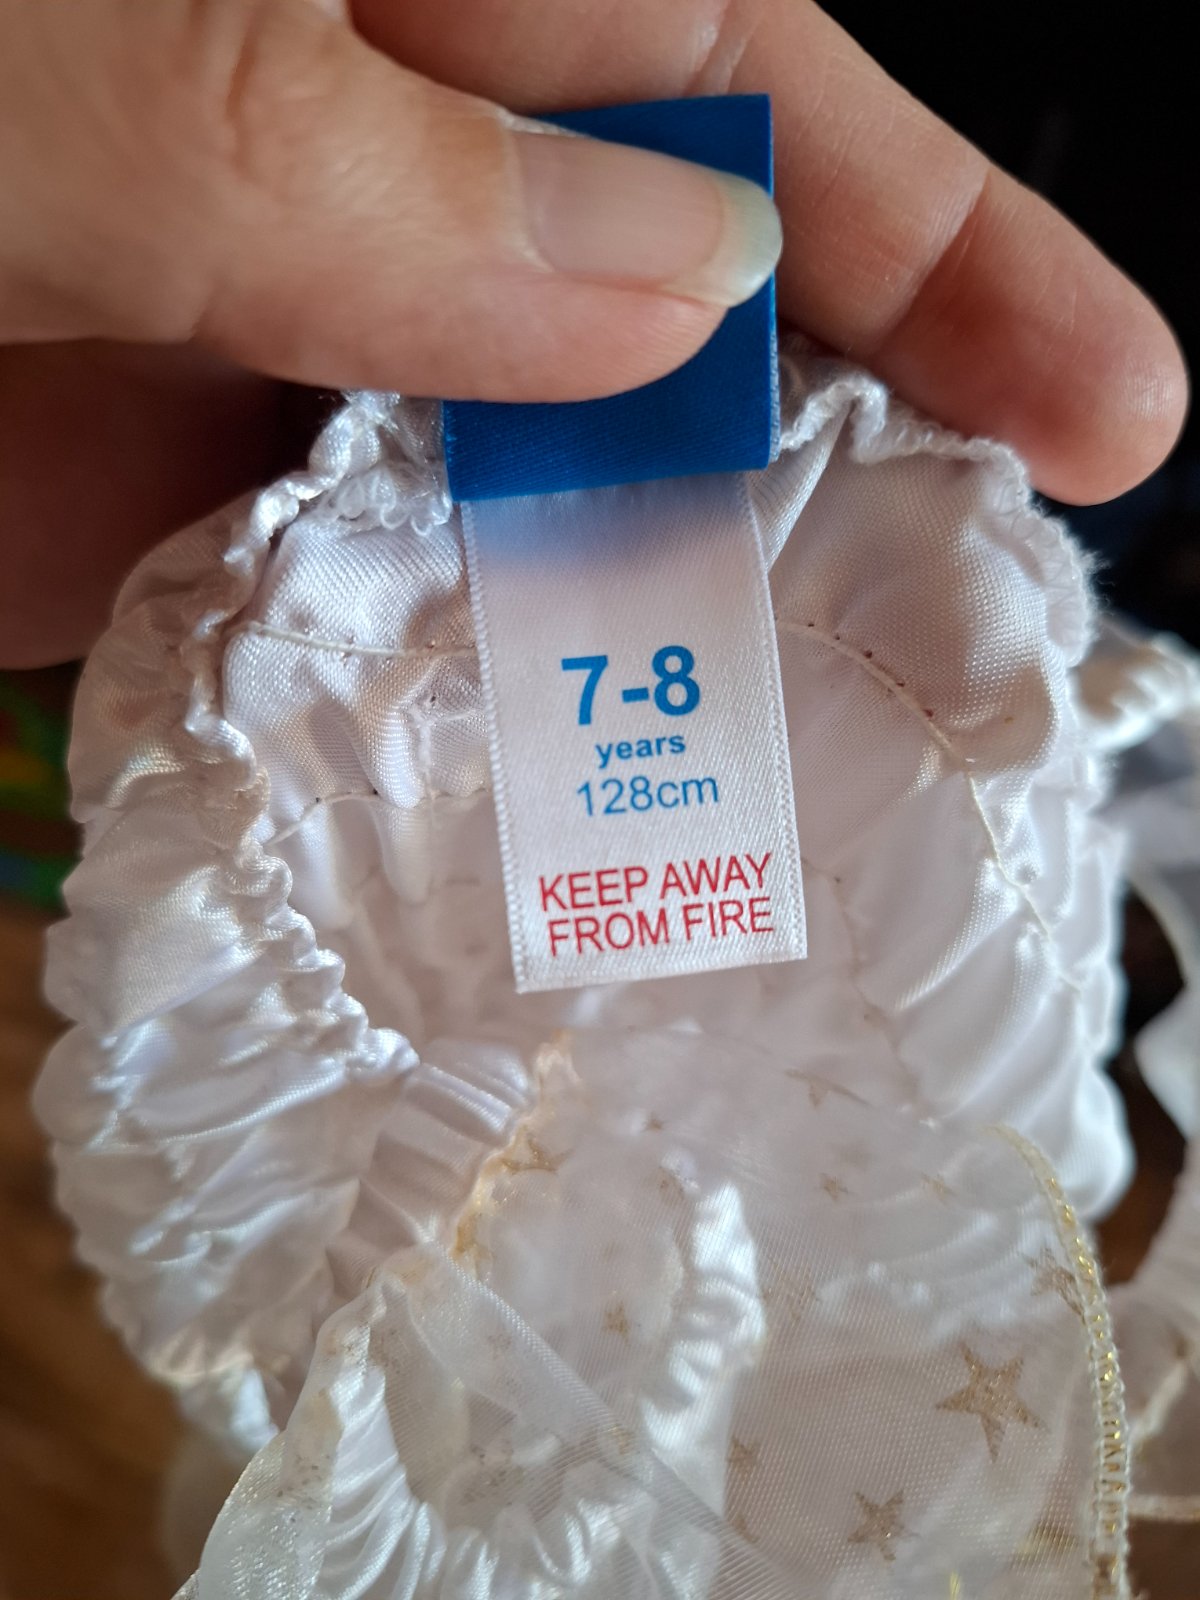 7-8
years
128cm
KEEP AWAY
FROM FIRE